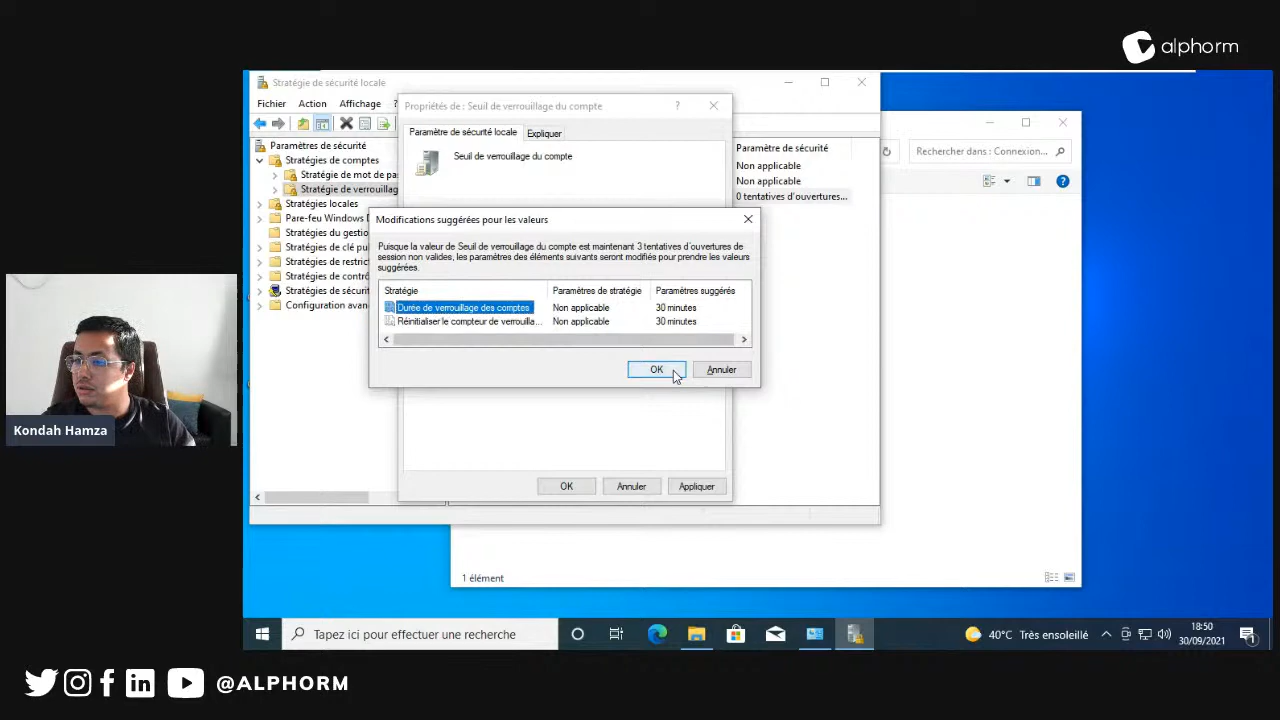 alphorm
Stratégie de sécurité locale
Fichier Action Affichage ?
Propriétés de : Seuil de verrouillage du compte
Paramètre de sécurité locale Expliquer
Seuil de verrouillage du compte
Paramètres de sécurité
Stratégies de comptes
Stratégie de mot de pa
Stratégie de verrouillag
Stratégies locales
Pare-feu Windows
Stratégies du gestio
Stratégies de clé pu
Stratégies de restric
Stratégies de contrô
Stratégies de sécuri
Configuration avan
Paramètre de sécurité
Non applicable
Non applicable
0 tentatives d'ouvertures...
Rechercher dans : Connexion...
Modifications suggérées pour les valeurs
Puisque la valeur de Seuil de verrouillage du compte est maintenant 3 tentatives d'ouvertures de
session non valides, les paramètres des éléments suivants seront modifiés pour prendre les valeurs
suggérées.
Stratégie Paramètres de stratégie Paramètres suggérés
Durée de verrouillage des comptes Non applicable 30 minutes
Réinitialiser le compteur de verrouilla... Non applicable 30 minutes
OK Annuler
OK Annuler Appliquer
1 élément
Kondah Hamza
Tapez ici pour effectuer une recherche
40°C Très ensoleillé
18:50
30/09/2021
1
@ALPHORM